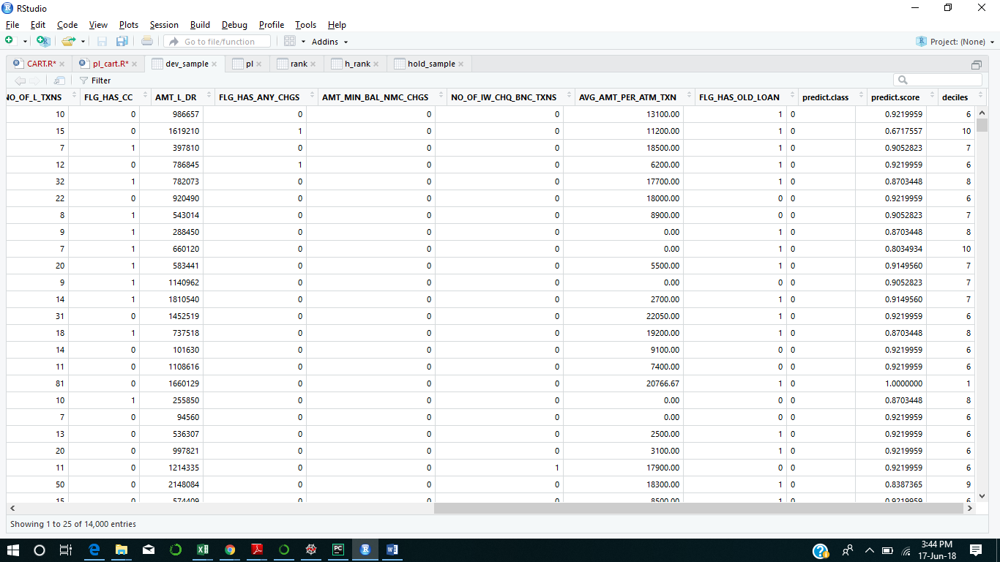 RStudio
File Edit Code View Plots Session Build Debug Profile Tools Help
Go to file/function Addins Project: (None)
CART.R* pl_cart.R* dev_sample pl rank h_rank hold_sample
Filter
NO_OF_L_TXNS FLG_HAS_CC AMT_L_DR FLG_HAS_ANY_CHGS AMT_MIN_BAL_NMC_CHGS NO_OF_IW_CHQ_BNC_TXNS AVG_AMT_PER_ATM_TXN FLG_HAS_OLD_LOAN predict.class predict.score deciles
10 0 986657 0 0 0 13100.00 1 0 0.9219959 6
15 0 1619210 1 0 0 11200.00 1 0 0.6717557 10
7 1 397810 0 0 0 18500.00 1 0 0.9052823 7
12 0 786845 1 0 0 6200.00 1 0 0.9219959 6
32 1 782073 0 0 0 17700.00 1 0 0.8703448 8
22 0 920490 0 0 0 18000.00 0 0 0.9219959 6
8 1 543014 0 0 0 8900.00 0 0 0.9052823 7
9 1 288450 0 0 0 0.00 1 0 0.8703448 8
7 1 660120 0 0 0 0.00 1 0 0.8034934 10
20 1 583441 0 0 0 5500.00 1 0 0.9149560 7
9 1 1140962 0 0 0 0.00 0 0 0.9052823 7
14 1 1810540 0 0 0 2700.00 1 0 0.9149560 7
31 0 1452519 0 0 0 22050.00 1 0 0.9219959 6
18 1 737518 0 0 0 19200.00 1 0 0.8703448 8
14 0 101630 0 0 0 9100.00 0 0 0.9219959 6
11 0 1108616 0 0 0 7400.00 0 0 0.9219959 6
81 0 1660129 0 0 0 20766.67 1 0 1.0000000 1
10 1 255850 0 0 0 0.00 0 0 0.8703448 8
7 0 94560 0 0 0 0.00 0 0 0.9219959 6
13 0 536307 0 0 0 2500.00 1 0 0.9219959 6
20 0 997821 0 0 0 3100.00 1 0 0.9219959 6
11 0 1214335 0 0 1 17900.00 0 0 0.9219959 6
50 0 2148084 0 0 0 18300.00 1 0 0.8387365 9
15 0 574409 0 0 0 8500.00 1 0 0.9219959 6
Showing 1 to 25 of 14,000 entries
3:44 PM
17-Jun-18